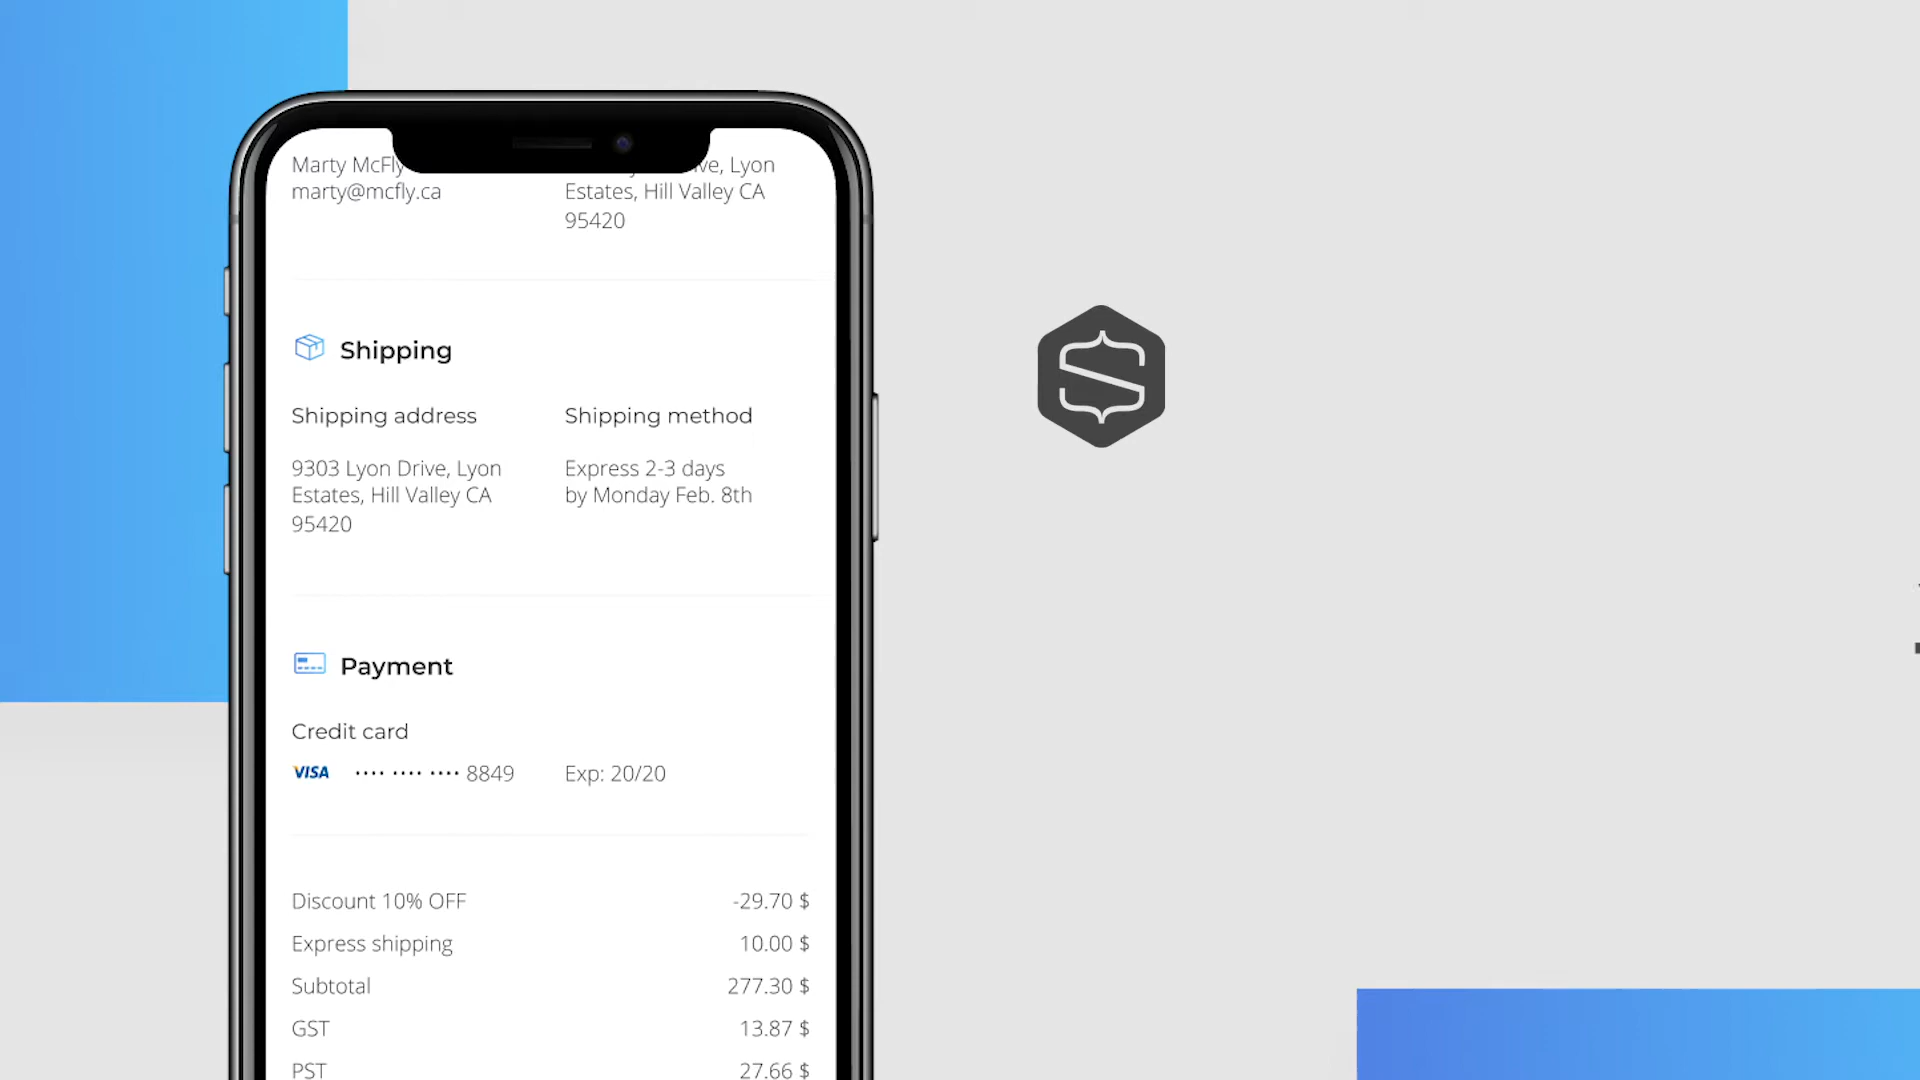 Marty McFly
marty@mcfly.ca
Lyon
Estates, Hill Valley CA
95420
Shipping
Shipping address
9303 Lyon Drive, Lyon
Estates, Hill Valley CA
95420
Shipping method
Express 2-3 days
by Monday Feb. 8th
Payment
Credit card
VISA •••• •••• •••• 8849 Exp: 20/20
Discount 10% OFF -29.70 $
Express shipping 10.00 $
Subtotal 277.30 $
GST 13.87 $
PST 27.66 $